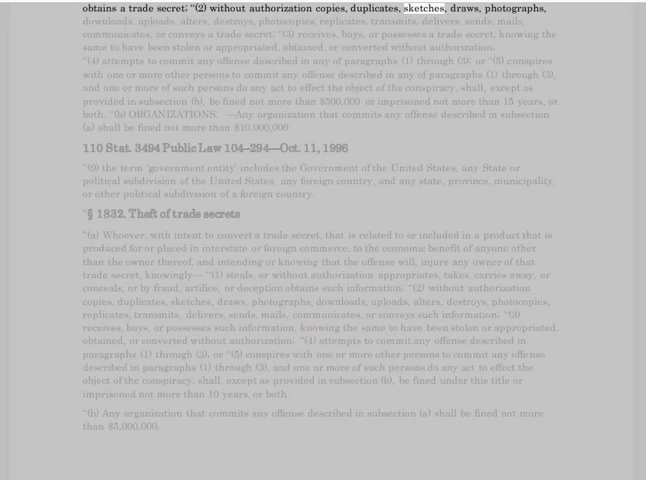 obtains a trade secret; "(2) without authorization copies, duplicates, sketches, draws, photographs,
downloads, uploads, alters, destroys, photocopies, replicates, transmits, delivers, sends, mails,
communicates, or conveys a trade secret; "(3) receives, buys, or possesses a trade secret, knowing the
same to have been stolen or appropriated, obtained, or converted without authorization;
"(4) attempts to commit any offense described in any of paragraphs (1) through (3); or "(5) conspires
with one or more other persons to commit any offense described in any of paragraphs (1) through (3),
and one or more of such persons do any act to effect the object of the conspiracy, shall, except as
provided in subsection (b), be fined not more than $500,000 or imprisoned not more than 15 years, or
both. "(b) ORGANIZATIONS. —Any organization that commits any offense described in subsection
(a) shall be fined not more than $10,000,000
110 Stat. 3494 Public Law 104–294—Oct. 11, 1996
"(9) the term 'government entity' includes the Government of the United States, any State or
political subdivision of the United States, any foreign country, and any state, province, municipality,
or other political subdivision of a foreign country.
"§ 1832. Theft of trade secrets
"(a) Whoever, with intent to convert a trade secret, that is related to or included in a product that is
produced for or placed in interstate or foreign commerce, to the economic benefit of anyone other
than the owner thereof, and intending or knowing that the offense will, injure any owner of that
trade secret, knowingly— "(1) steals, or without authorization appropriates, takes, carries away, or
conceals, or by fraud, artifice, or deception obtains such information; "(2) without authorization
copies, duplicates, sketches, draws, photographs, downloads, uploads, alters, destroys, photocopies,
replicates, transmits, delivers, sends, mails, communicates, or conveys such information; "(3)
receives, buys, or possesses such information, knowing the same to have been stolen or appropriated,
obtained, or converted without authorization; "(4) attempts to commit any offense described in
paragraphs (1) through (3); or "(5) conspires with one or more other persons to commit any offense
described in paragraphs (1) through (3), and one or more of such persons do any act to effect the
object of the conspiracy, shall, except as provided in subsection (b), be fined under this title or
imprisoned not more than 10 years, or both.
"(b) Any organization that commits any offense described in subsection (a) shall be fined not more
than $5,000,000.